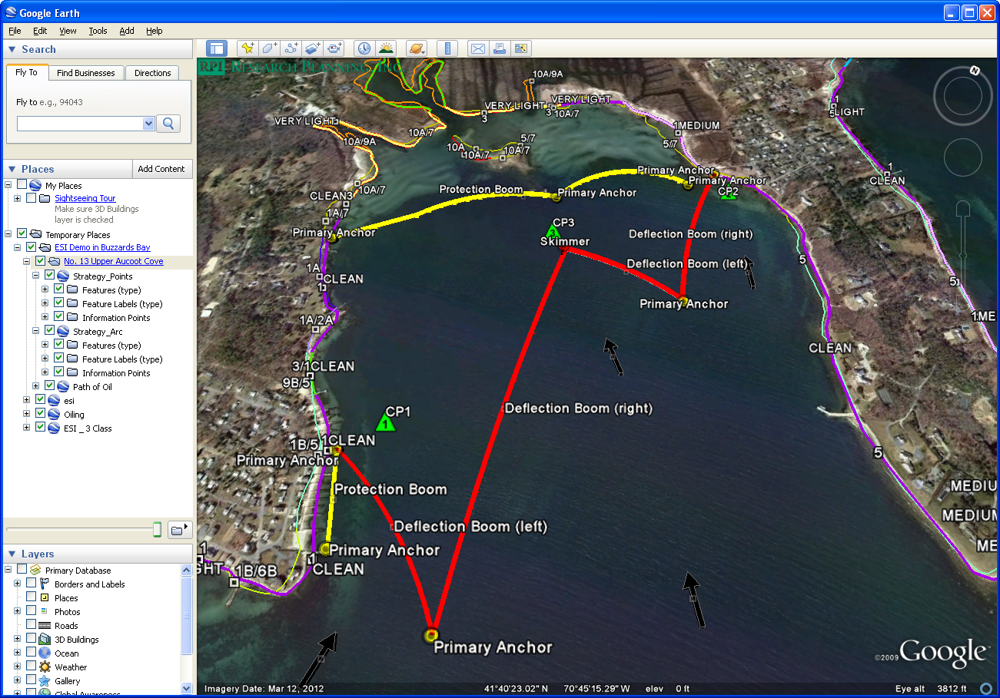 Google Earth
File Edit View Tools Add Help
Search
Fly To Find Businesses Directions
Fly to e.g., 94043
Places
Add Content
My Places
Sightseeing Tour
Make sure 3D Buildings
layer is checked
Temporary Places
ESI Demo in Buzzards Bay
No. 13 Upper Aucoot Cove
Strategy_Points
Features (type)
Feature Labels (type)
Information Points
Strategy_Arc
Features (type)
Feature Labels (type)
Information Points
Path of Oil
esi
Oiling
ESI _ 3 Class
Layers
Primary Database
Borders and Labels
Places
Photos
Roads
3D Buildings
Ocean
Weather
Gallery
Global Awareness
RPI RESEARCH PLANNING, INC.
N
10A/9A
VERY LIGHT
VERY LIGHT
3
3
10A/7
VERY LIGHT
10A/7
10A/9A
1MEDIUM
5/7
5/7
10A
10A/7
10A/7
1
5
LIGHT
1
CLEAN
Primary Anchor
Primary Anchor
10A/7
Protection Boom
Primary Anchor
CP2
CLEAN3
1A/7
CP3
3
Skimmer
Primary Anchor
Deflection Boom (right)
5
Deflection Boom (left)
1A
CLEAN
1
5
Primary Anchor
1ME
1A/2A
CLEAN
3/1CLEAN
9B/5
Deflection Boom (right)
CP1
1
1B/5
1CLEAN
Primary Anchor
5
Protection Boom
MEDIU
MEDIUM
Deflection Boom (left)
ME
1
Primary Anchor
1
GHT
1B/6B
CLEAN
Primary Anchor
©2009 Google
Imagery Date: Mar 12, 2012 41°40'23.02" N 70°45'15.29" W elev 0 ft Eye alt 3812 ft